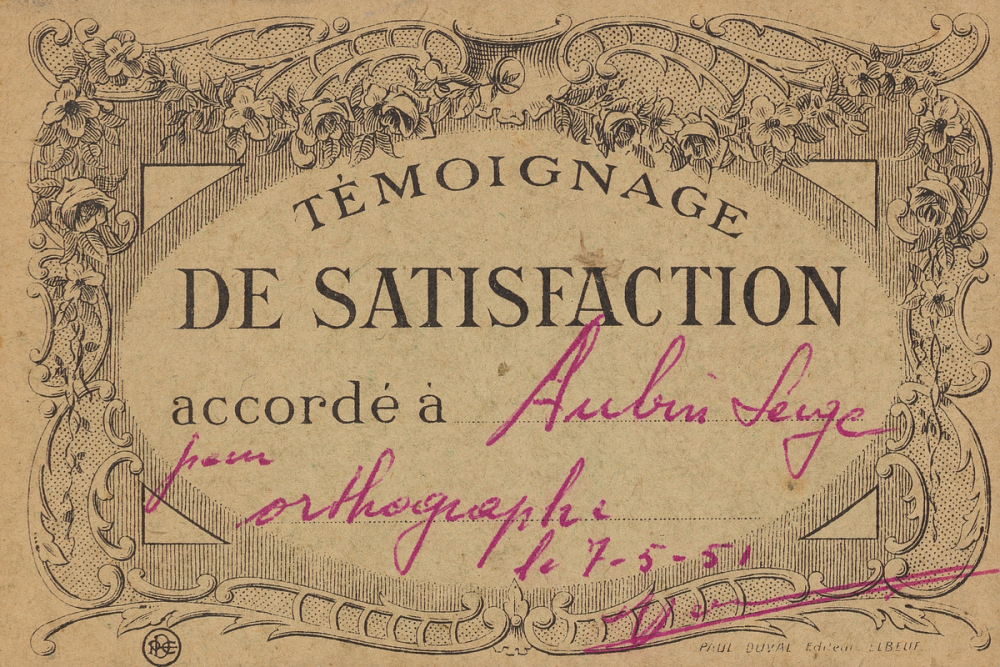 TÉMOIGNAGE
DE SATISFACTION
accordé à Aubin Serge
pour
orthographe
le 7-5-51
PAUL DUVAL Editeur ELBEUF